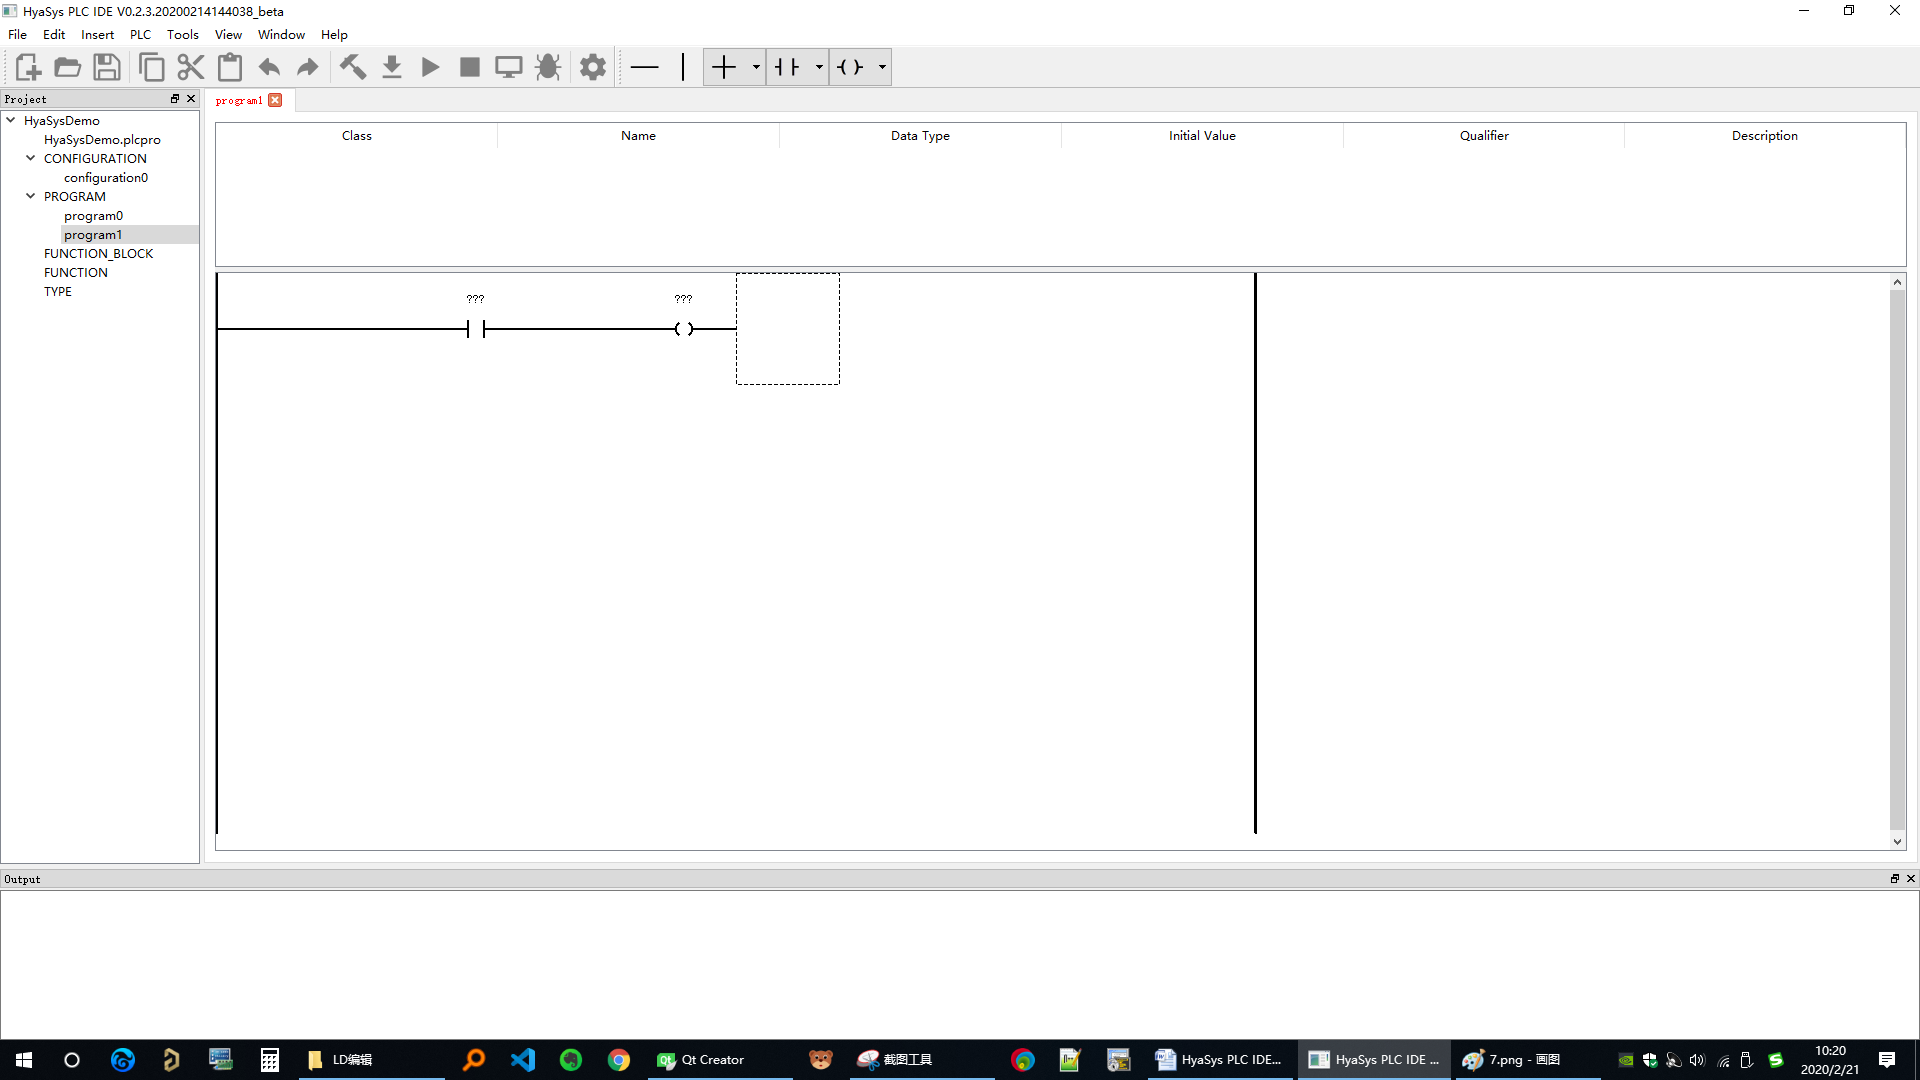 HyaSys PLC IDE V0.2.3.20200214144038_beta
File Edit Insert PLC Tools View Window Help
Project
program1
HyaSysDemo
HyaSysDemo.plcpro
CONFIGURATION
configuration0
PROGRAM
program0
program1
FUNCTION_BLOCK
FUNCTION
TYPE
Class Name Data Type Initial Value Qualifier Description
??? ???
Output
LD编辑
Qt Creator
截图工具
HyaSys PLC IDE...
HyaSys PLC IDE ...
7.png - 画图
10:20
2020/2/21